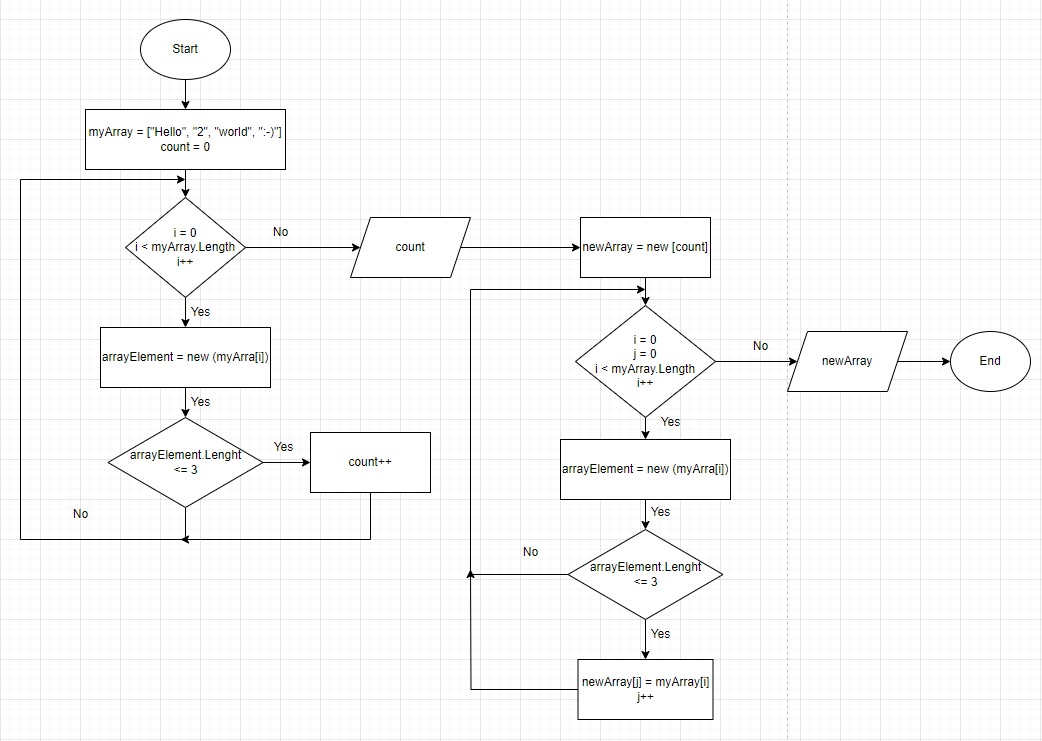 Start
myArray = ["Hello", "2", "world", ":-)"]
count = 0
i = 0
i < myArray.Length
i++
No
count
newArray = new [count]
Yes
arrayElement = new (myArra[i])
Yes
arrayElement.Lenght
<= 3
Yes
count++
No
i = 0
j = 0
i < myArray.Length
i++
No
newArray
End
Yes
arrayElement = new (myArra[i])
Yes
arrayElement.Lenght
<= 3
No
Yes
newArray[j] = myArray[i]
j++